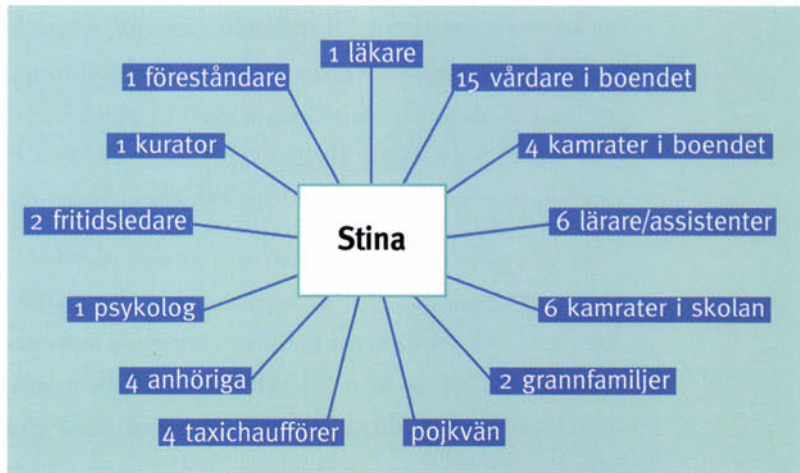 1 läkare
1 föreståndare
15 vårdare i boendet
1 kurator
4 kamrater i boendet
2 fritidsledare
Stina
6 lärare/assistenter
1 psykolog
6 kamrater i skolan
4 anhöriga
2 grannfamiljer
4 taxichaufförer
pojkvän